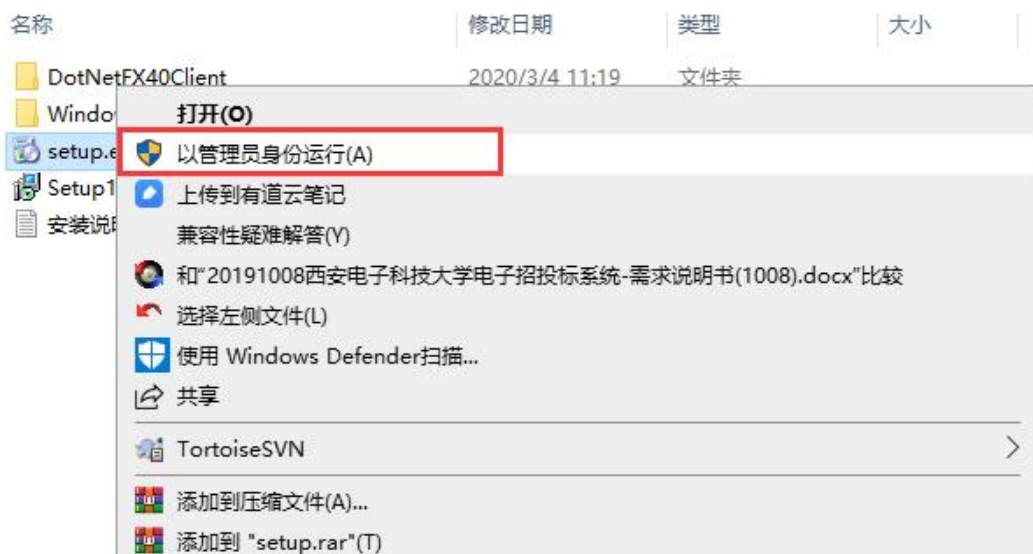 名称 修改日期 类型 大小
DotNetFX40Client 2020/3/4 11:19 文件夹
Windo
打开(O)
setup.e
以管理员身份运行(A)
Setup1
上传到有道云笔记
安装说
兼容性疑难解答(Y)
和"20191008西安电子科技大学电子招投标系统-需求说明书(1008).docx"比较
选择左侧文件(L)
使用 Windows Defender扫描...
共享
TortoiseSVN
添加到压缩文件(A)...
添加到 "setup.rar"(T)